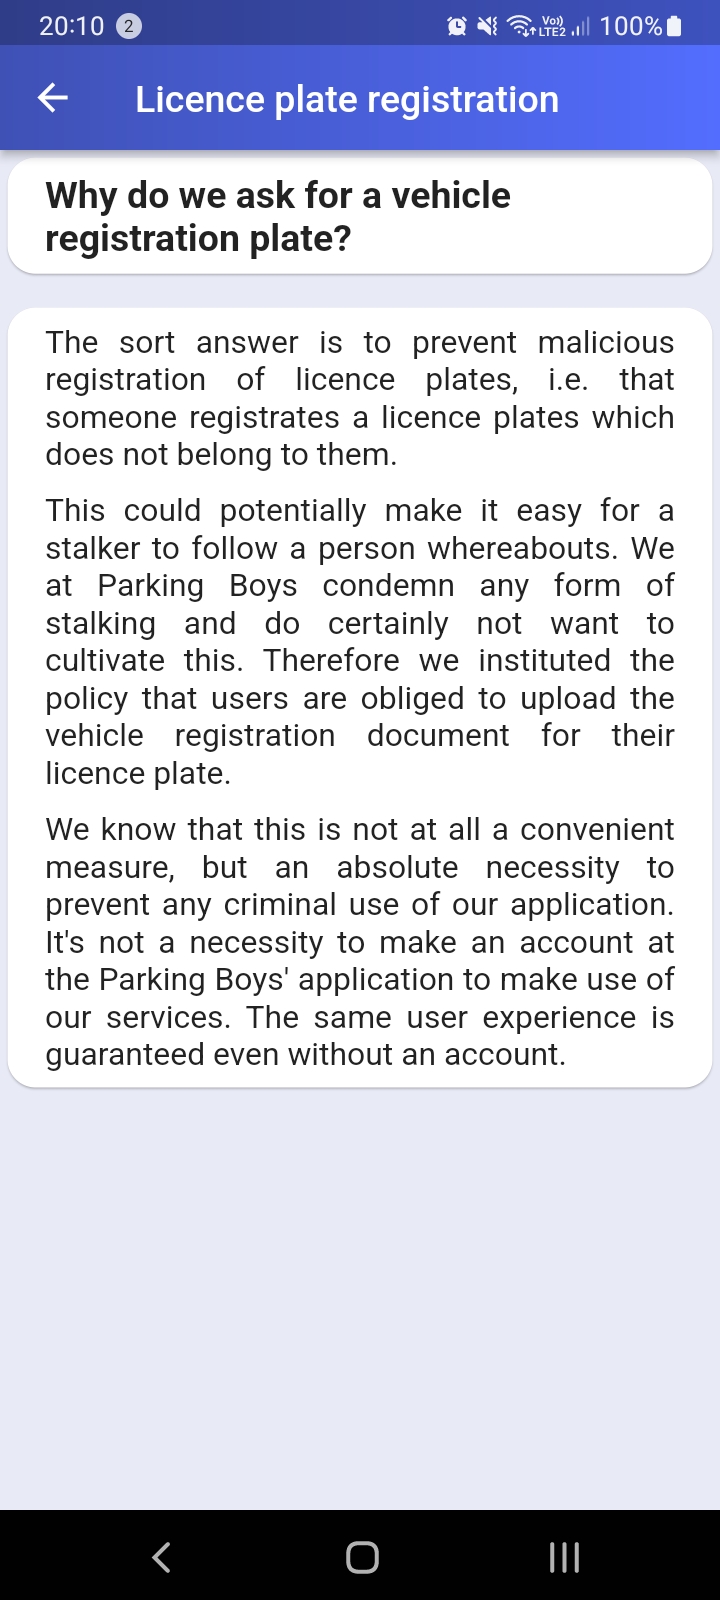 20:10 2 Vo) LTE2 100%
Licence plate registration
Why do we ask for a vehicle
registration plate?
The sort answer is to prevent malicious
registration of licence plates, i.e. that
someone registrates a licence plates which
does not belong to them.
This could potentially make it easy for a
stalker to follow a person whereabouts. We
at Parking Boys condemn any form of
stalking and do certainly not want to
cultivate this. Therefore we instituted the
policy that users are obliged to upload the
vehicle registration document for their
licence plate.
We know that this is not at all a convenient
measure, but an absolute necessity to
prevent any criminal use of our application.
It's not a necessity to make an account at
the Parking Boys' application to make use of
our services. The same user experience is
guaranteed even without an account.